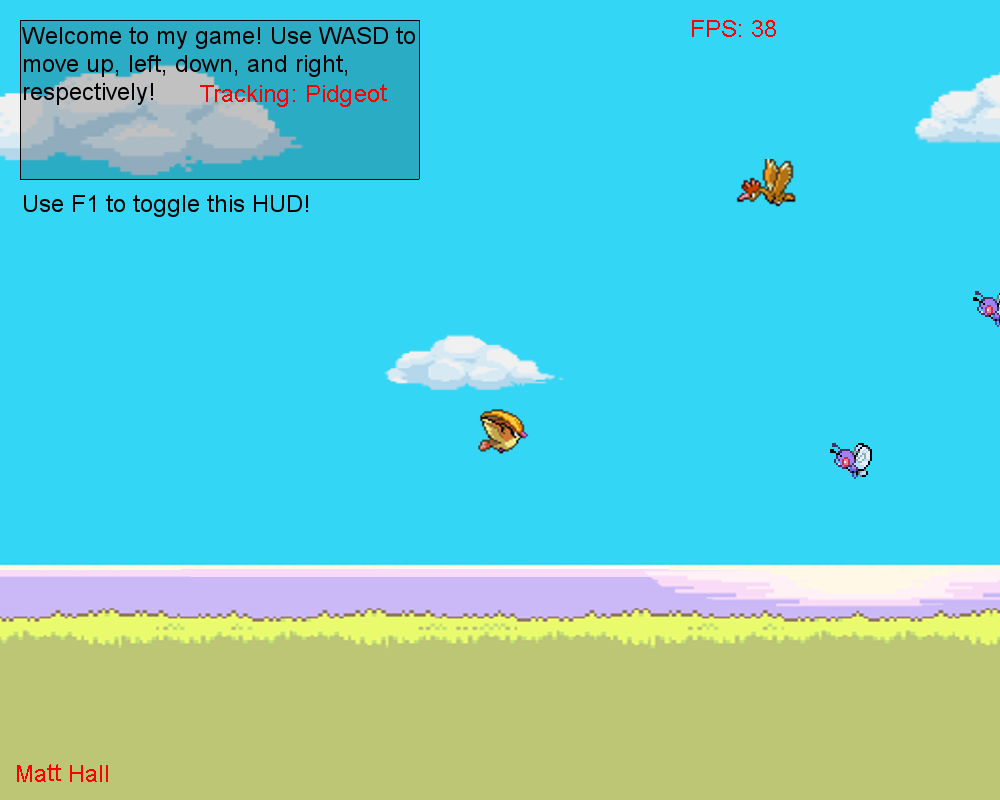 Welcome to my game! Use WASD to
move up, left, down, and right,
respectively!
Tracking: Pidgeot
Use F1 to toggle this HUD!
FPS: 38
Matt Hall